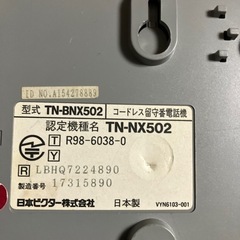 ID NO.A154278889
型式 TN-BNX502 コードレス留守番電話機
認定機種名 TN-NX502
T R98-6038-0
R LBHQ7224890
製造番号 17315890
日本ビクター株式会社 日本製 VYN6103-001